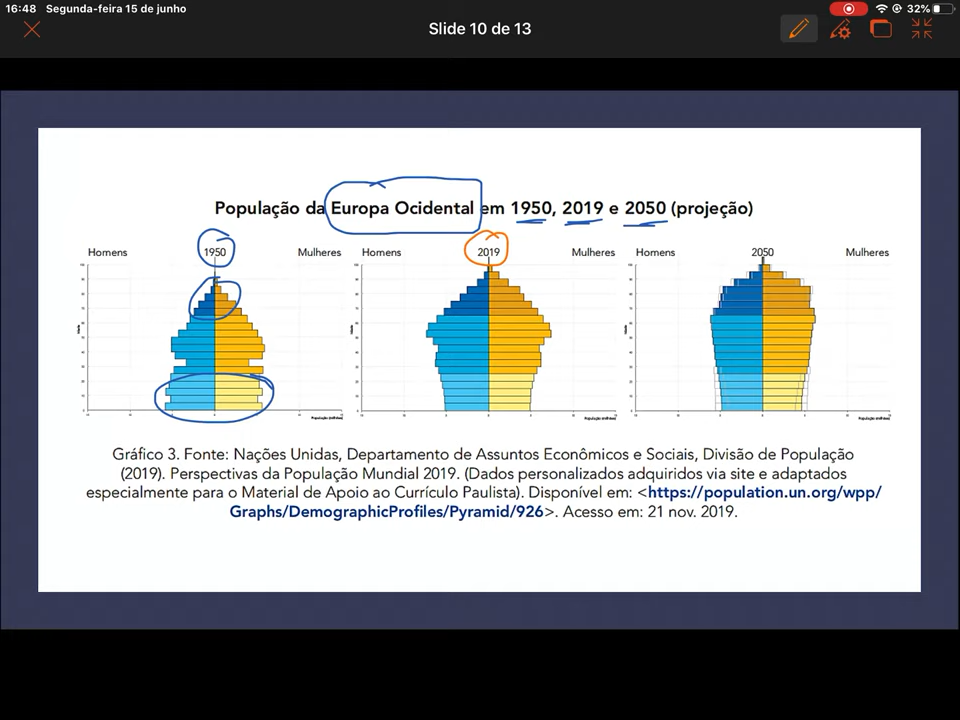 16:48 Segunda-feira 15 de junho
32%
Slide 10 de 13
População da Europa Ocidental em 1950, 2019 e 2050 (projeção)
Homens 1950 Mulheres
Homens 2019 Mulheres
Homens 2050 Mulheres
Gráfico 3. Fonte: Nações Unidas, Departamento de Assuntos Econômicos e Sociais, Divisão de População
(2019). Perspectivas da População Mundial 2019. (Dados personalizados adquiridos via site e adaptados
especialmente para o Material de Apoio ao Currículo Paulista). Disponível em: <https://population.un.org/wpp/
Graphs/DemographicProfiles/Pyramid/926>. Acesso em: 21 nov. 2019.